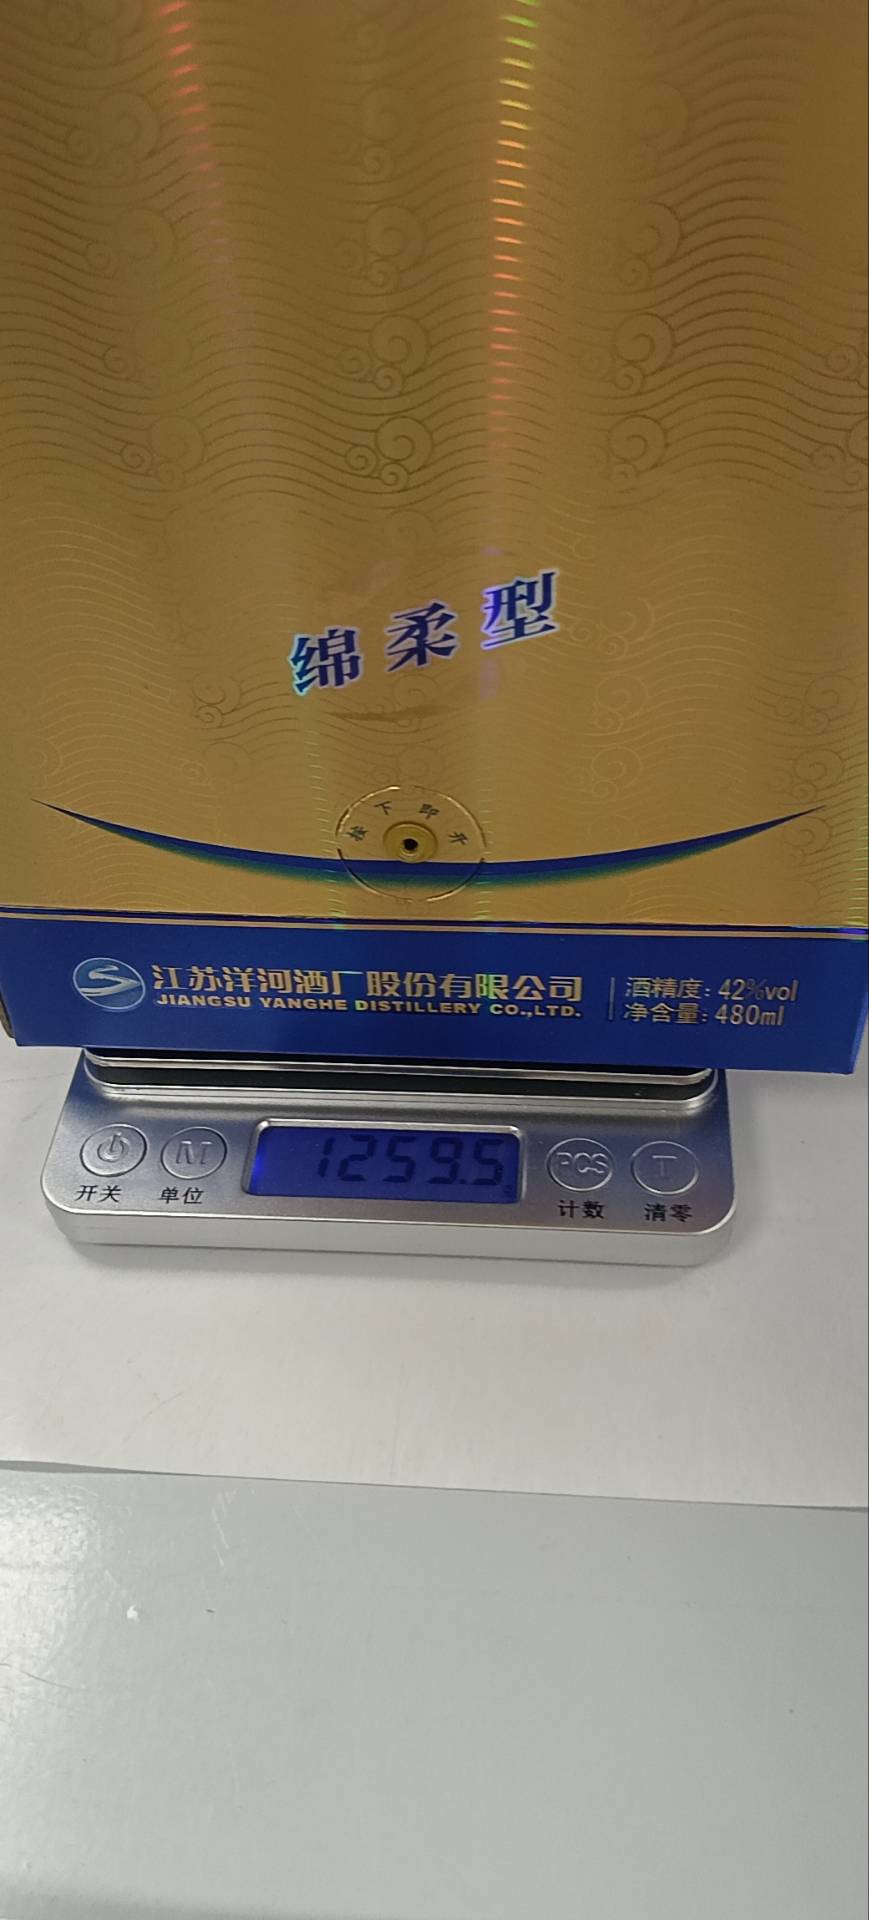 绵柔型
按下即开
江苏洋河酒厂股份有限公司
JIANGSU YANGHE DISTILLERY CO.,LTD.
酒精度：42%vol
净含量：480ml
1259.5
M
PCS
T
开关
单位
计数
清零